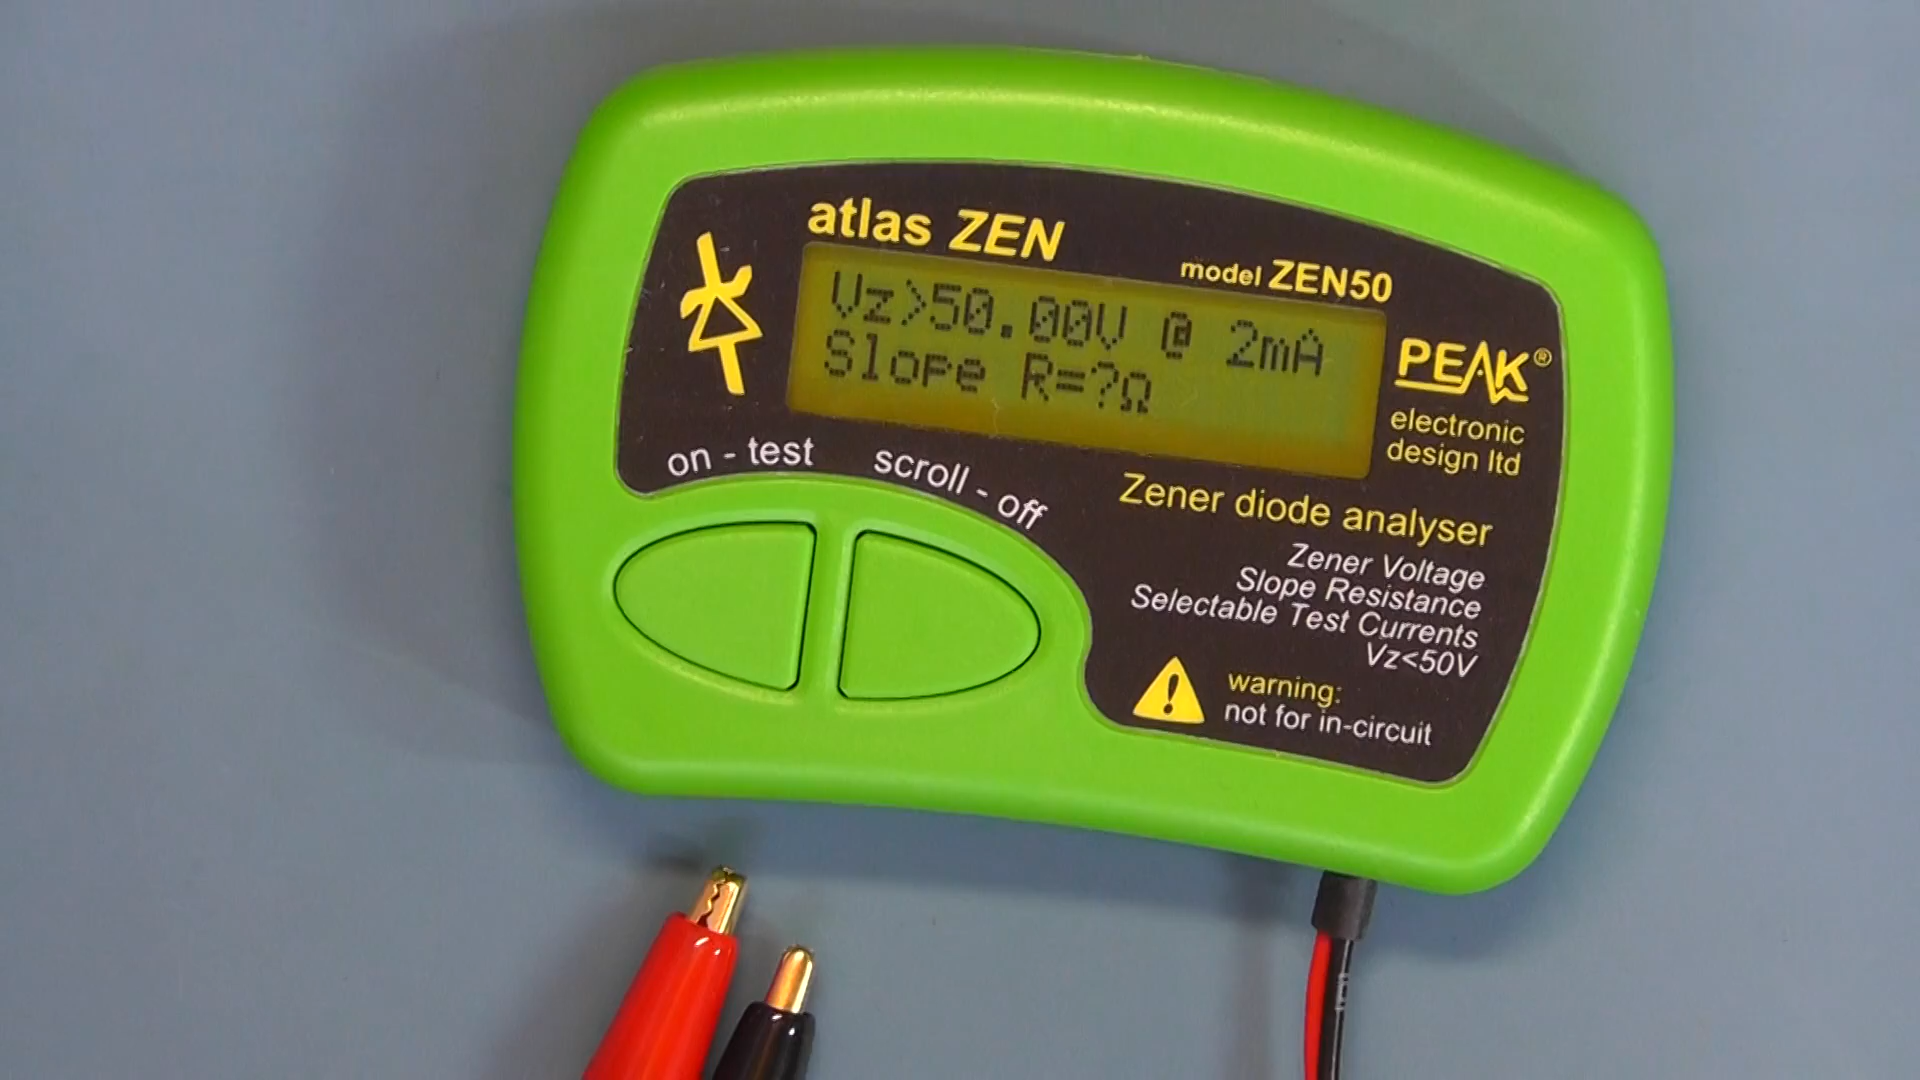 atlas ZEN
model ZEN50
Vz>50.00V @ 2mA
Slope R=?Ω
PEAK®
electronic
design ltd
on - test
scroll - off
Zener diode analyser
Zener Voltage
Slope Resistance
Selectable Test Currents
Vz<50V
warning:
not for in-circuit